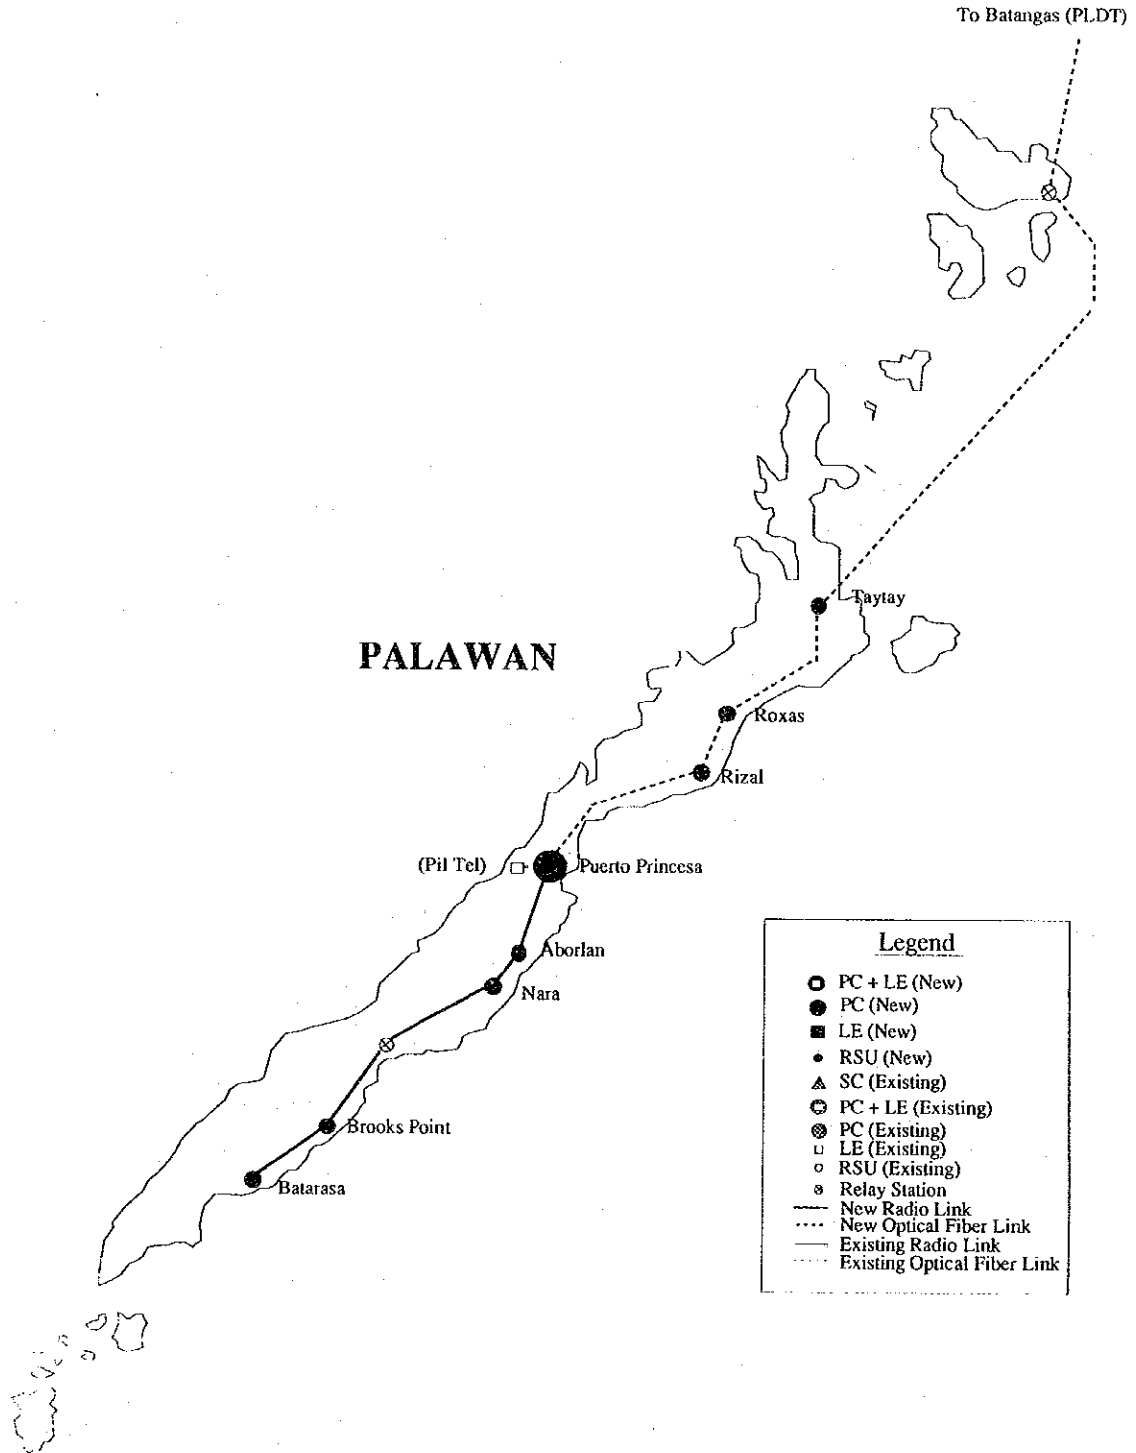 To Batangas (PLDT)
Taytay
PALAWAN
Roxas
Rizal
(Pil Tel)
Puerto Princesa
Aborlan
Nara
Brooks Point
Batarasa
Legend
PC + LE (New)
PC (New)
LE (New)
RSU (New)
SC (Existing)
PC + LE (Existing)
PC (Existing)
LE (Existing)
RSU (Existing)
Relay Station
New Radio Link
New Optical Fiber Link
Existing Radio Link
Existing Optical Fiber Link